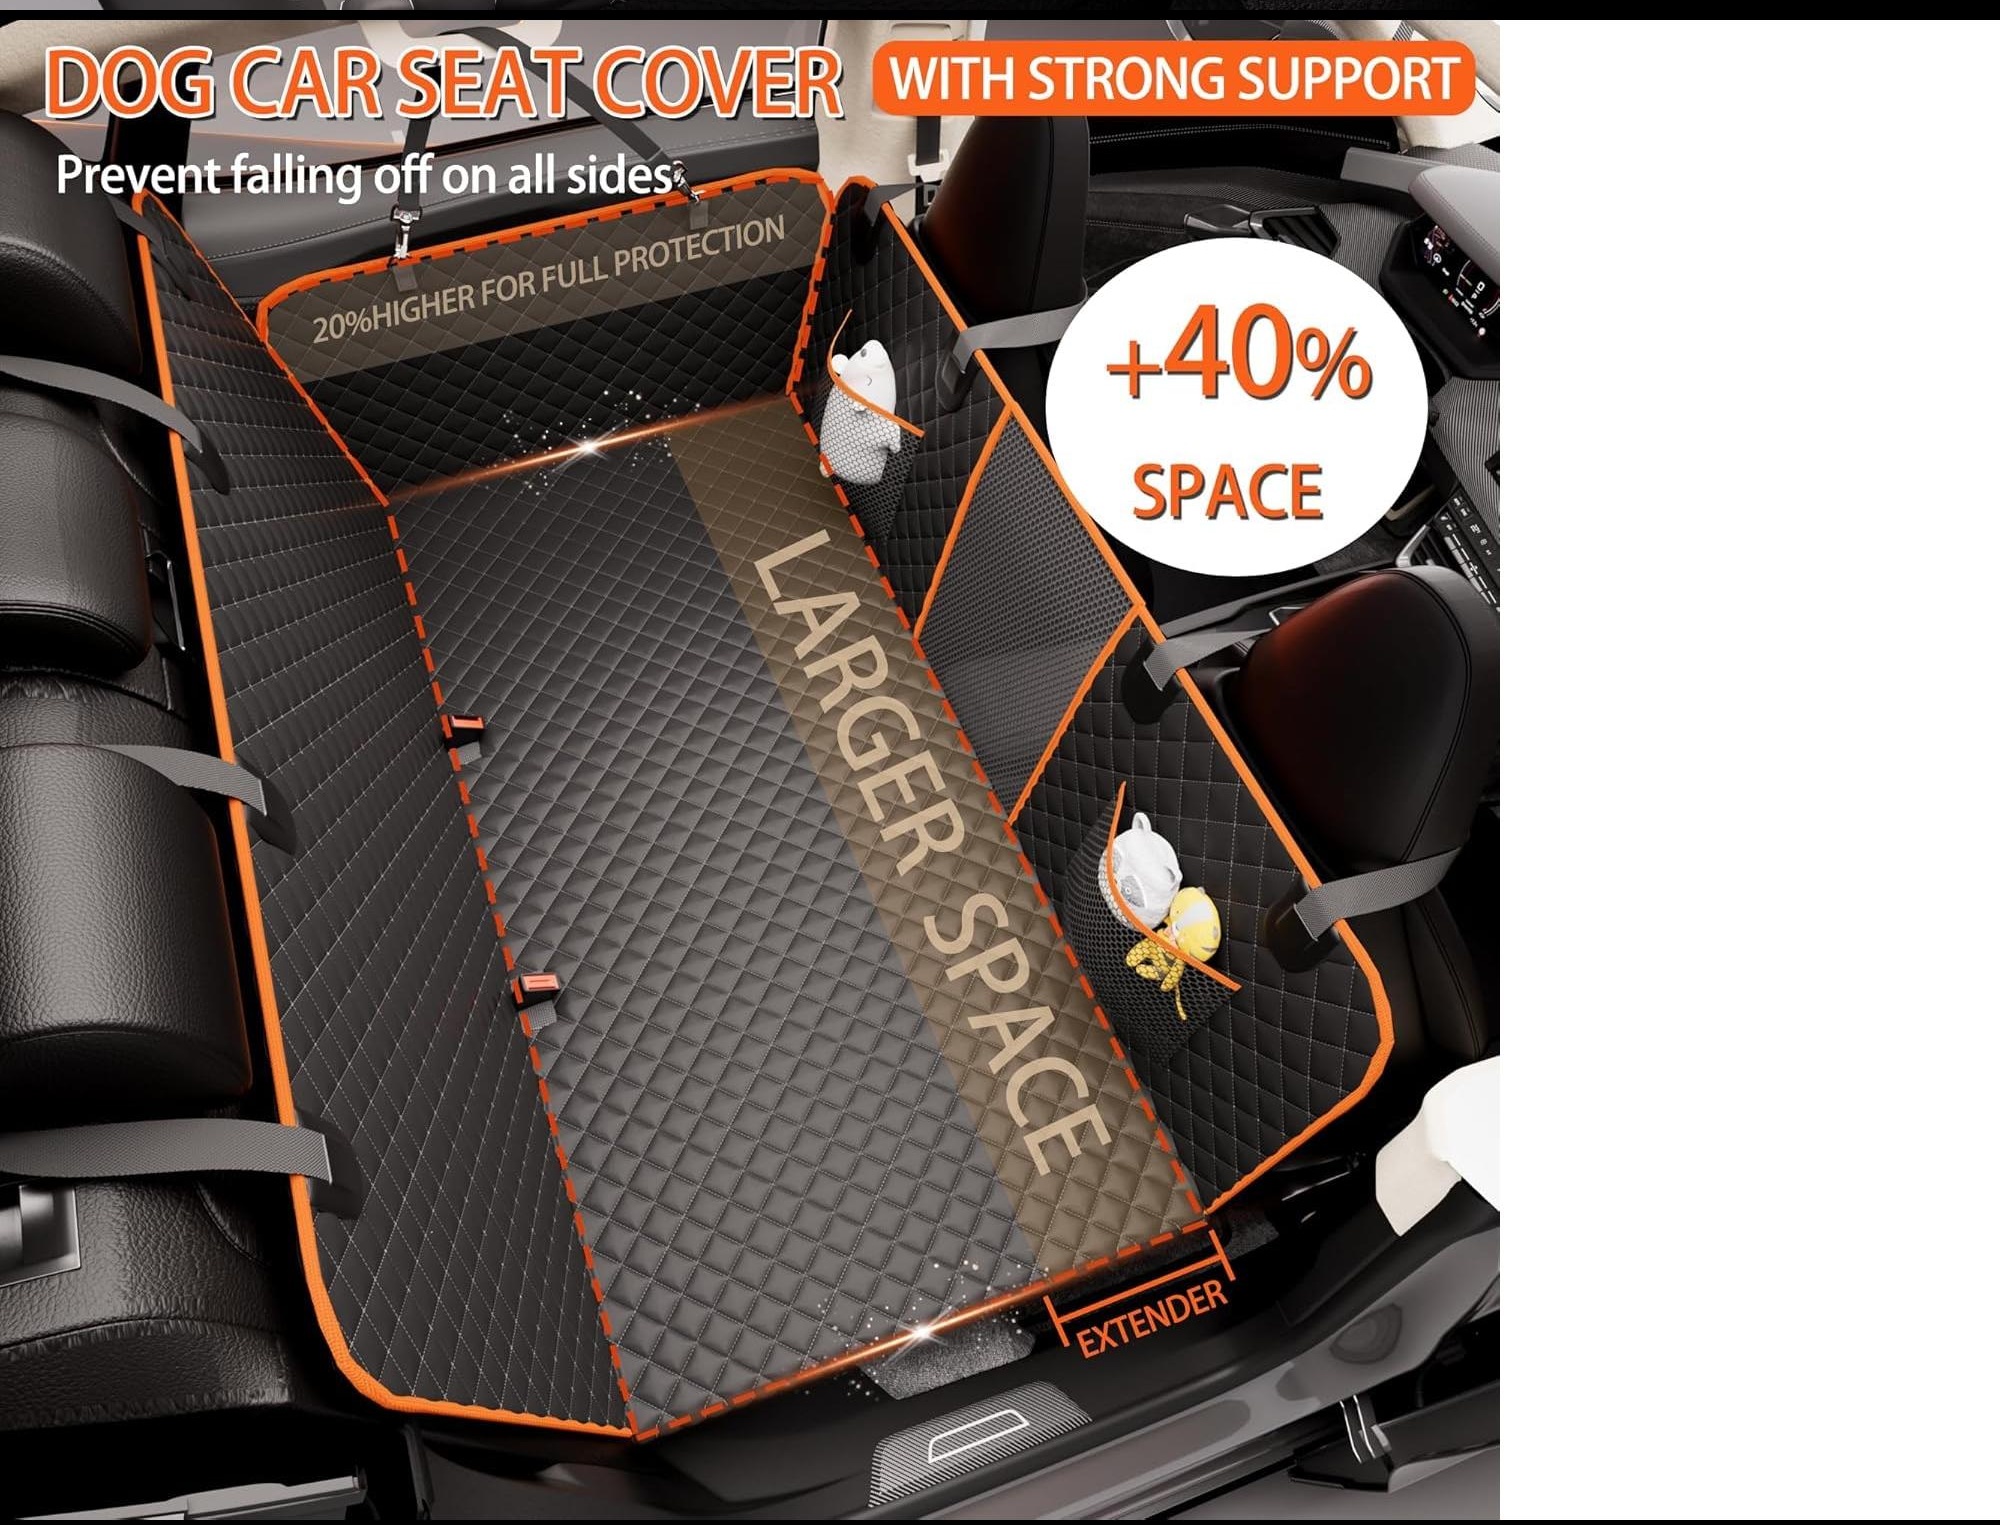 DOG CAR SEAT COVER
WITH STRONG SUPPORT
Prevent falling off on all sides
20%HIGHER FOR FULL PROTECTION
+40%
SPACE
LARGER SPACE
EXTENDER